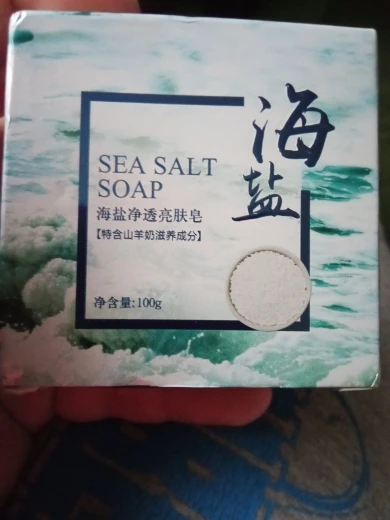 海盐
SEA SALT
SOAP
海盐净透亮肤皂
【特含山羊奶滋养成分】
净含量:100g